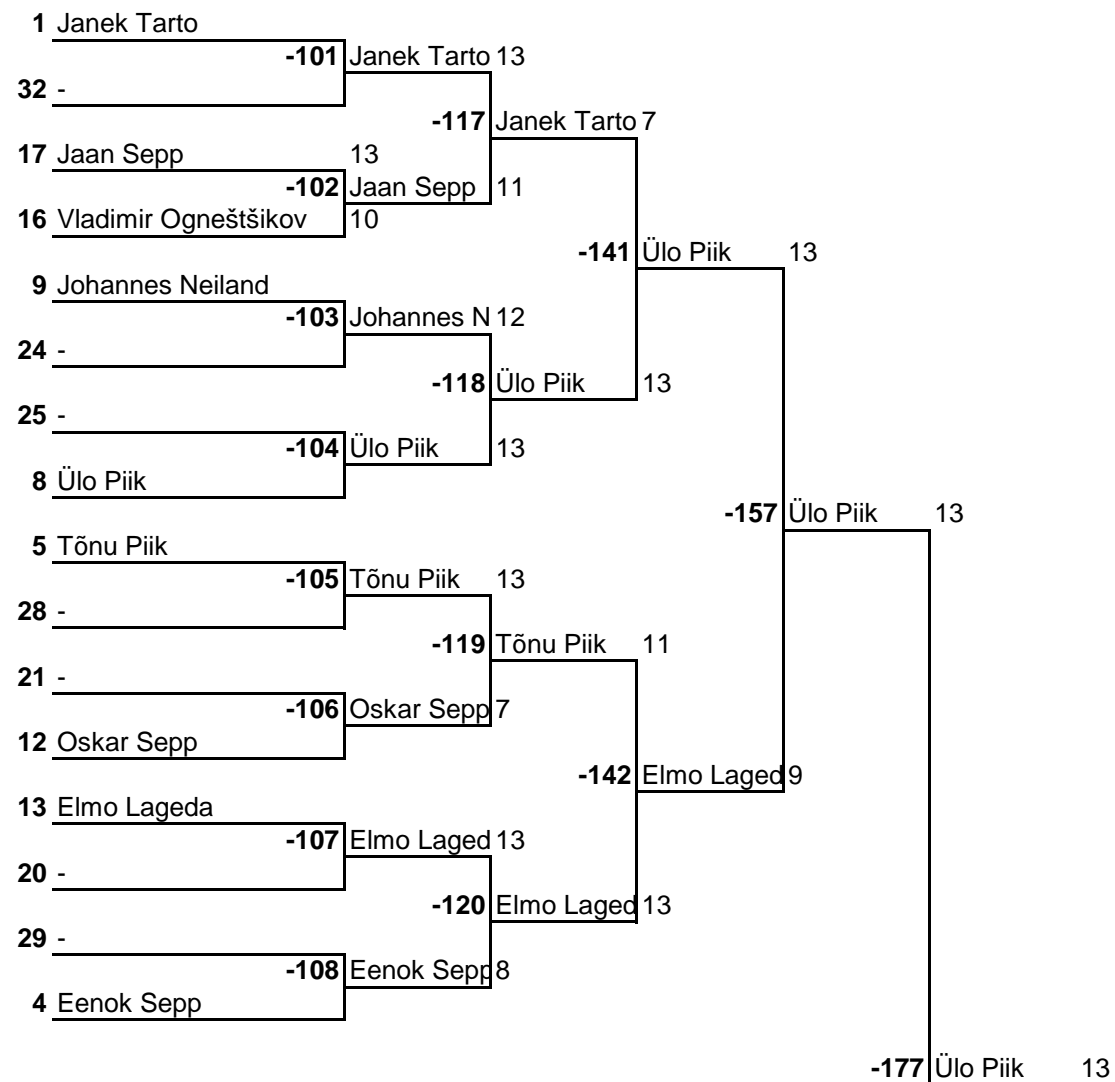 1 Janek Tarto
-101 Janek Tarto 13
32 -
-117 Janek Tarto 7
17 Jaan Sepp 13
-102 Jaan Sepp 11
16 Vladimir Ogneštšikov 10
-141 Ülo Piik 13
9 Johannes Neiland
-103 Johannes N 12
24 -
-118 Ülo Piik 13
25 -
-104 Ülo Piik 13
8 Ülo Piik
-157 Ülo Piik 13
5 Tõnu Piik
-105 Tõnu Piik 13
28 -
-119 Tõnu Piik 11
21 -
-106 Oskar Sepp 7
12 Oskar Sepp
-142 Elmo Laged 9
13 Elmo Lageda
-107 Elmo Laged 13
20 -
-120 Elmo Laged 13
29 -
-108 Eenok Sepp 8
4 Eenok Sepp
-177 Ülo Piik 13